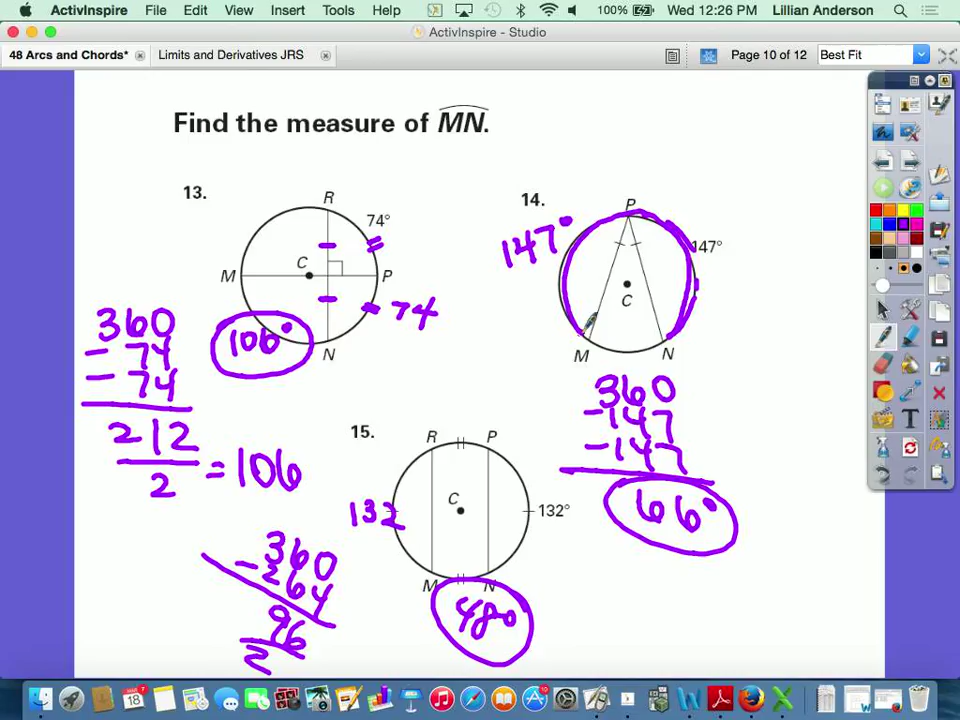 ActivInspire File Edit View Insert Tools Help 100% Wed 12:26 PM Lillian Anderson
ActivInspire - Studio
48 Arcs and Chords* Limits and Derivatives JRS Page 10 of 12 Best Fit
Find the measure of MN.
13.
R
74°
M
C
P
74
N
106°
360
- 74
- 74
212
2
= 106
14.
P
147°
147°
C
M
N
360
-147
-147
66°
15.
R
P
C
132
132°
M
N
48°
360
-264
96
2
T
MAR
18